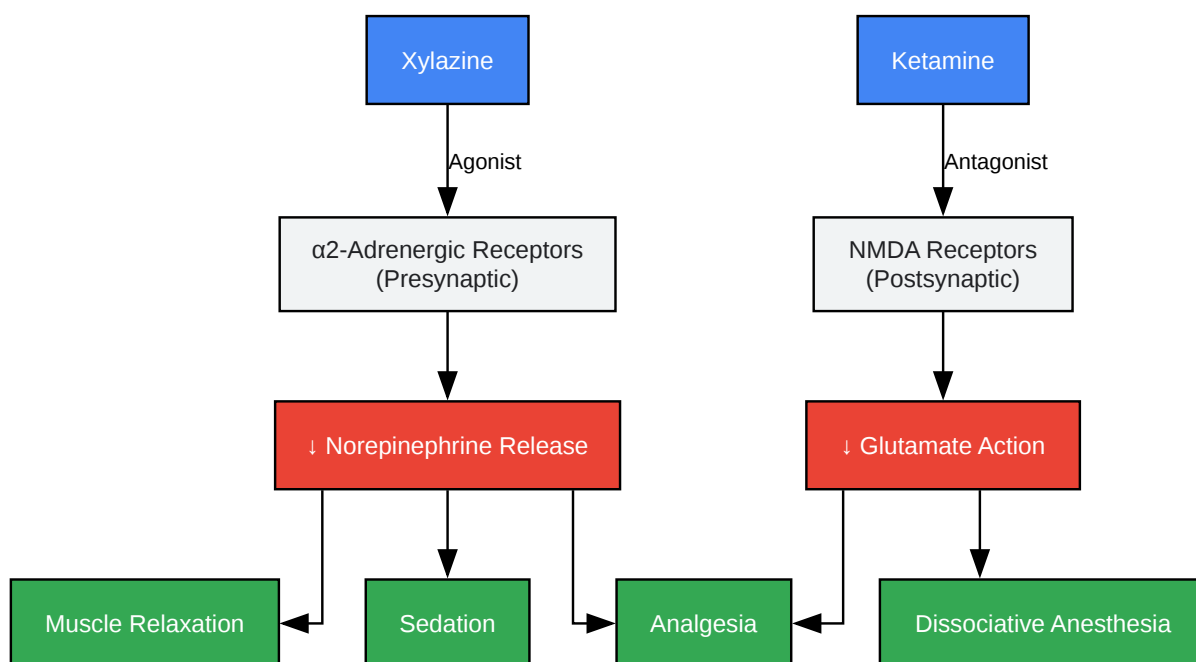 Xylazine
Ketamine
Agonist
Antagonist
α2-Adrenergic Receptors
(Presynaptic)
NMDA Receptors
(Postsynaptic)
↓ Norepinephrine Release
↓ Glutamate Action
Muscle Relaxation
Sedation
Analgesia
Dissociative Anesthesia